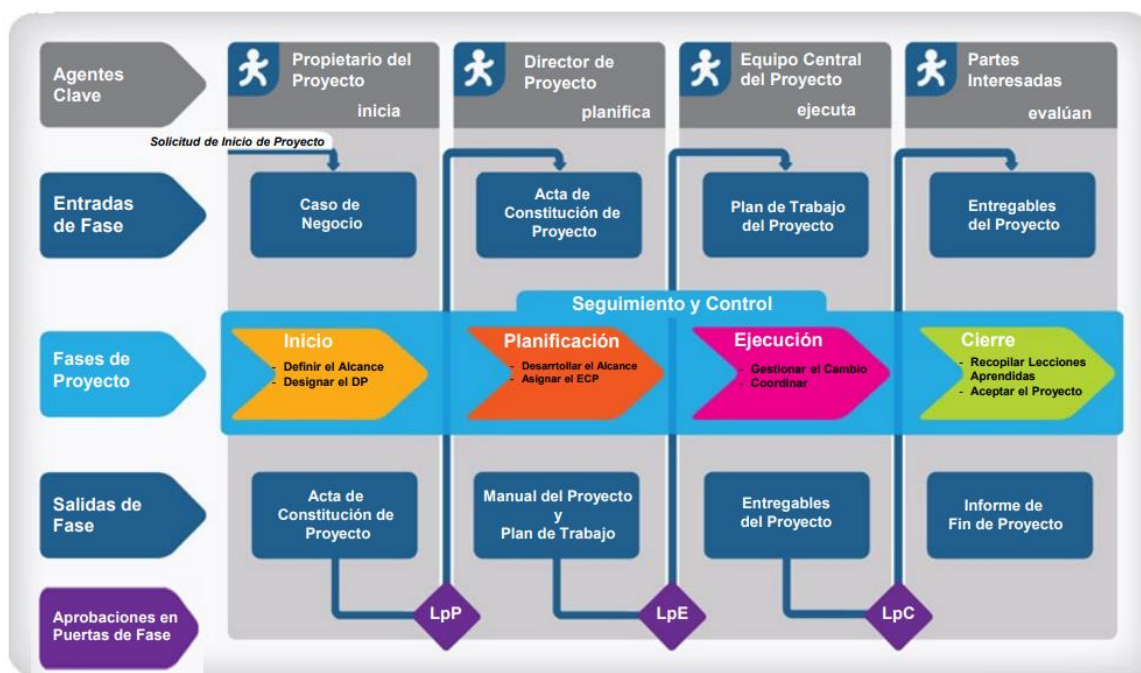 Agentes
Clave
Propietario del
Proyecto
inicia
Director de
Proyecto
planifica
Equipo Central
del Proyecto
ejecuta
Partes
Interesadas
evalúan
Solicitud de Inicio de Proyecto
Entradas
de Fase
Caso de
Negocio
Acta de
Constitución de
Proyecto
Plan de Trabajo
del Proyecto
Entregables
del Proyecto
Seguimiento y Control
Fases de
Proyecto
Inicio
- Definir el Alcance
- Designar el DP
Planificación
- Desarrollar el Alcance
- Asignar el ECP
Ejecución
- Gestionar el Cambio
- Coordinar
Cierre
- Recopilar Lecciones
Aprendidas
- Aceptar el Proyecto
Salidas de
Fase
Acta de
Constitución de
Proyecto
Manual del Proyecto
y
Plan de Trabajo
Entregables
del Proyecto
Informe de
Fin de Proyecto
Aprobaciones en
Puertas de Fase
LpP
LpE
LpC